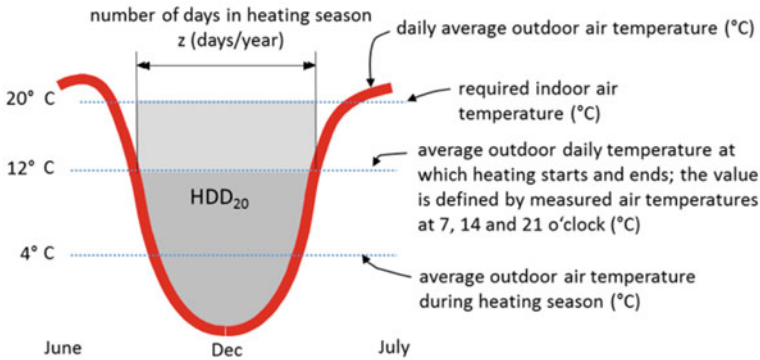 number of days in heating season
z (days/year)
daily average outdoor air temperature (°C)
20° C
required indoor air
temperature (°C)
12° C
average outdoor daily temperature at
which heating starts and ends; the value
is defined by measured air temperatures
at 7, 14 and 21 o‘clock (°C)
HDD20
4° C
average outdoor air temperature
during heating season (°C)
June
Dec
July